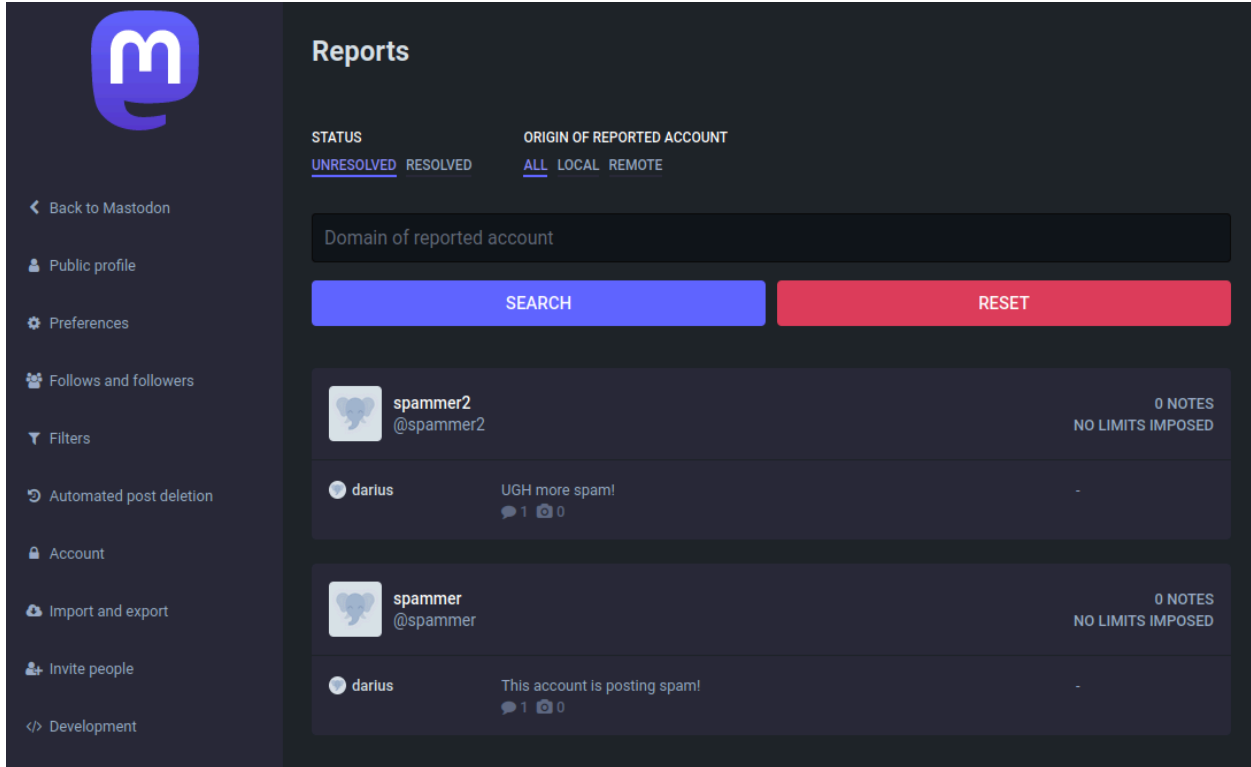 Reports
STATUS
UNRESOLVED RESOLVED
ORIGIN OF REPORTED ACCOUNT
ALL LOCAL REMOTE
Back to Mastodon
Public profile
Preferences
Follows and followers
Filters
Automated post deletion
Account
Import and export
Invite people
Development
Domain of reported account
SEARCH
RESET
spammer2
@spammer2
0 NOTES
NO LIMITS IMPOSED
darius
UGH more spam!
1 0
-
spammer
@spammer
0 NOTES
NO LIMITS IMPOSED
darius
This account is posting spam!
1 0
-